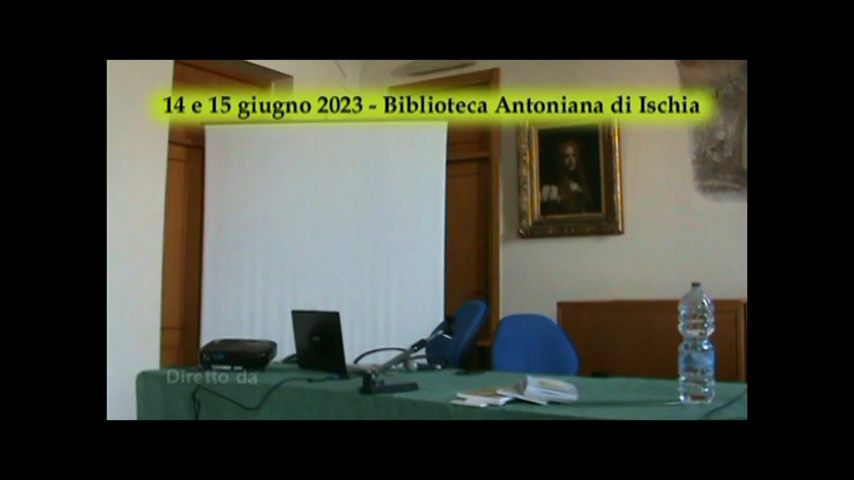 14 e 15 giugno 2023 - Biblioteca Antoniana di Ischia
Diretto da